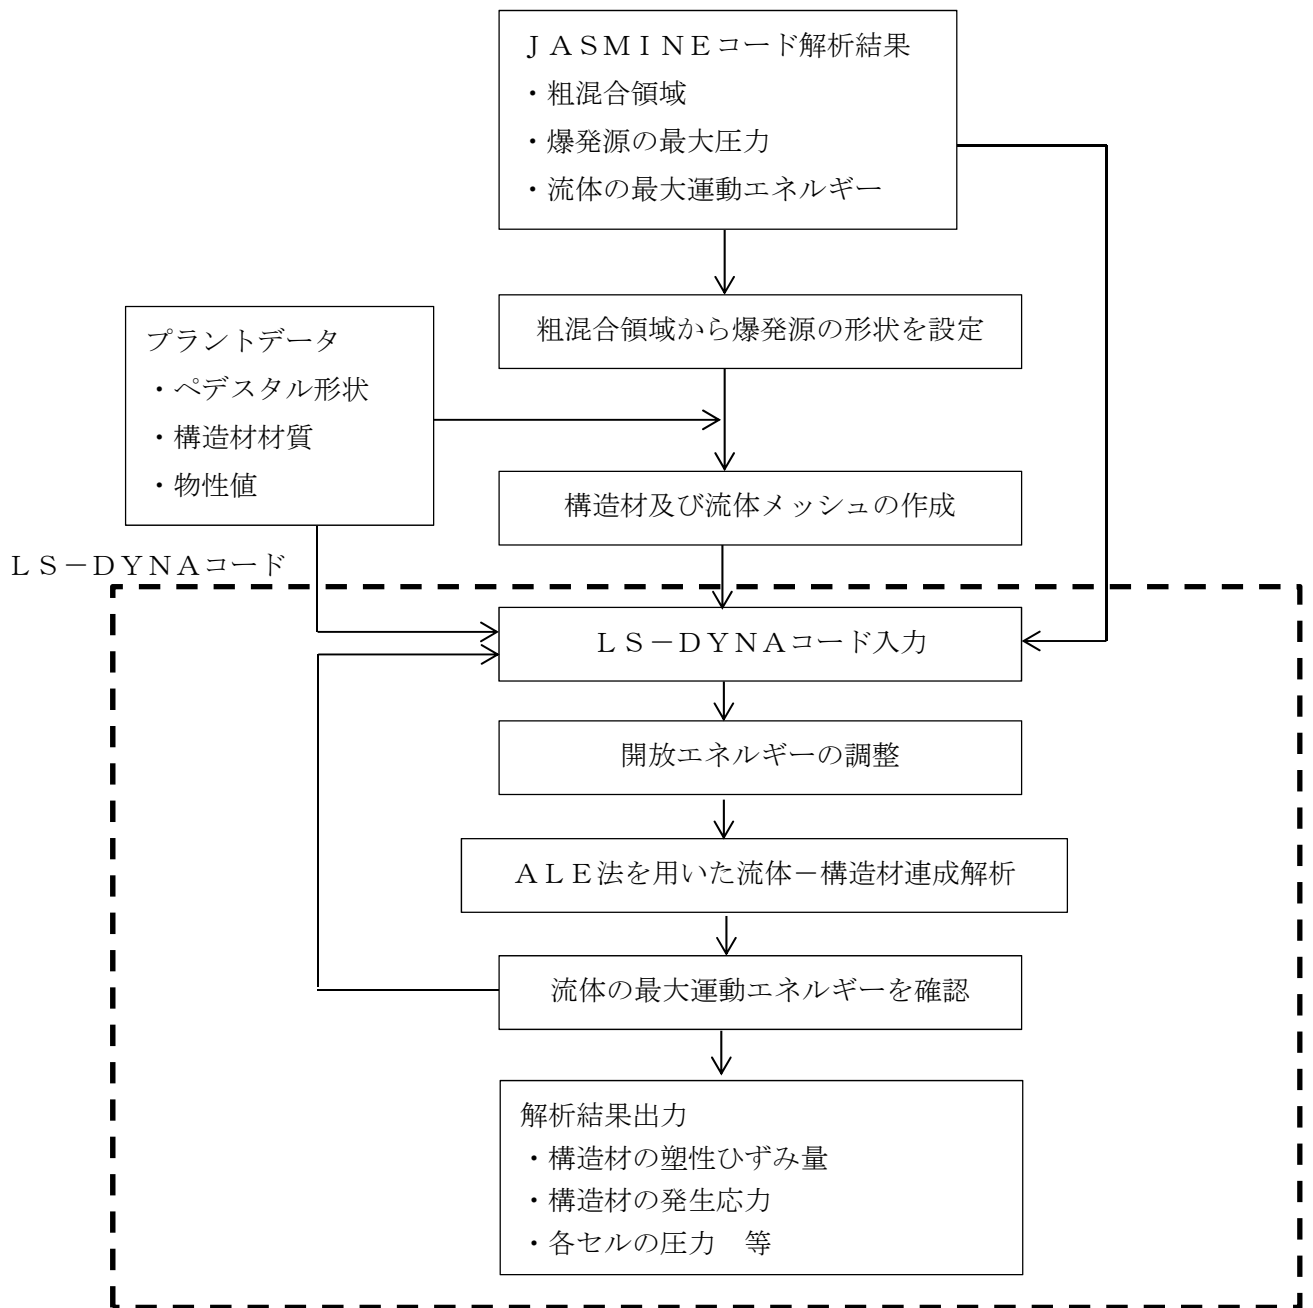 ＪＡＳＭＩＮＥコード解析結果
・粗混合領域
・爆発源の最大圧力
・流体の最大運動エネルギー
粗混合領域から爆発源の形状を設定
プラントデータ
・ペデスタル形状
・構造材材質
・物性値
構造材及び流体メッシュの作成
ＬＳ－ＤＹＮＡコード
ＬＳ－ＤＹＮＡコード入力
開放エネルギーの調整
ＡＬＥ法を用いた流体－構造材連成解析
流体の最大運動エネルギーを確認
解析結果出力
・構造材の塑性ひずみ量
・構造材の発生応力
・各セルの圧力　等